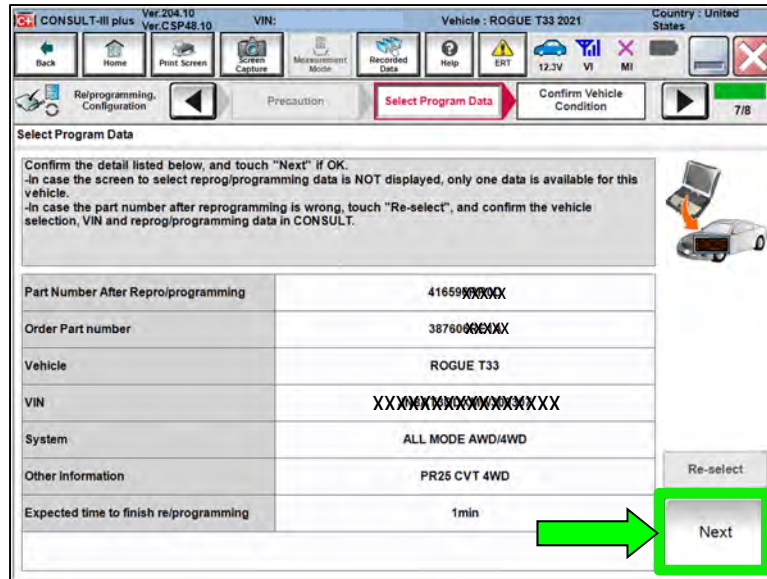 CONSULT-III plus Ver.204.10 Ver.CSP48.10 VIN: Vehicle : ROGUE T33 2021 Country : United States
Back Home Print Screen Screen Capture Measurement Mode Recorded Data Help ERT 12.3V VI MI
Re/programming, Configuration Precaution Select Program Data Confirm Vehicle Condition 7/8
Select Program Data
Confirm the detail listed below, and touch "Next" if OK.
-In case the screen to select reprog/programming data is NOT displayed, only one data is available for this
vehicle.
-In case the part number after reprogramming is wrong, touch "Re-select", and confirm the vehicle
selection, VIN and reprog/programming data in CONSULT.
Part Number After Repro/programming 41659
Order Part number 38760
Vehicle ROGUE T33
VIN
System ALL MODE AWD/4WD
Other Information PR25 CVT 4WD
Expected time to finish re/programming 1min
Re-select
Next